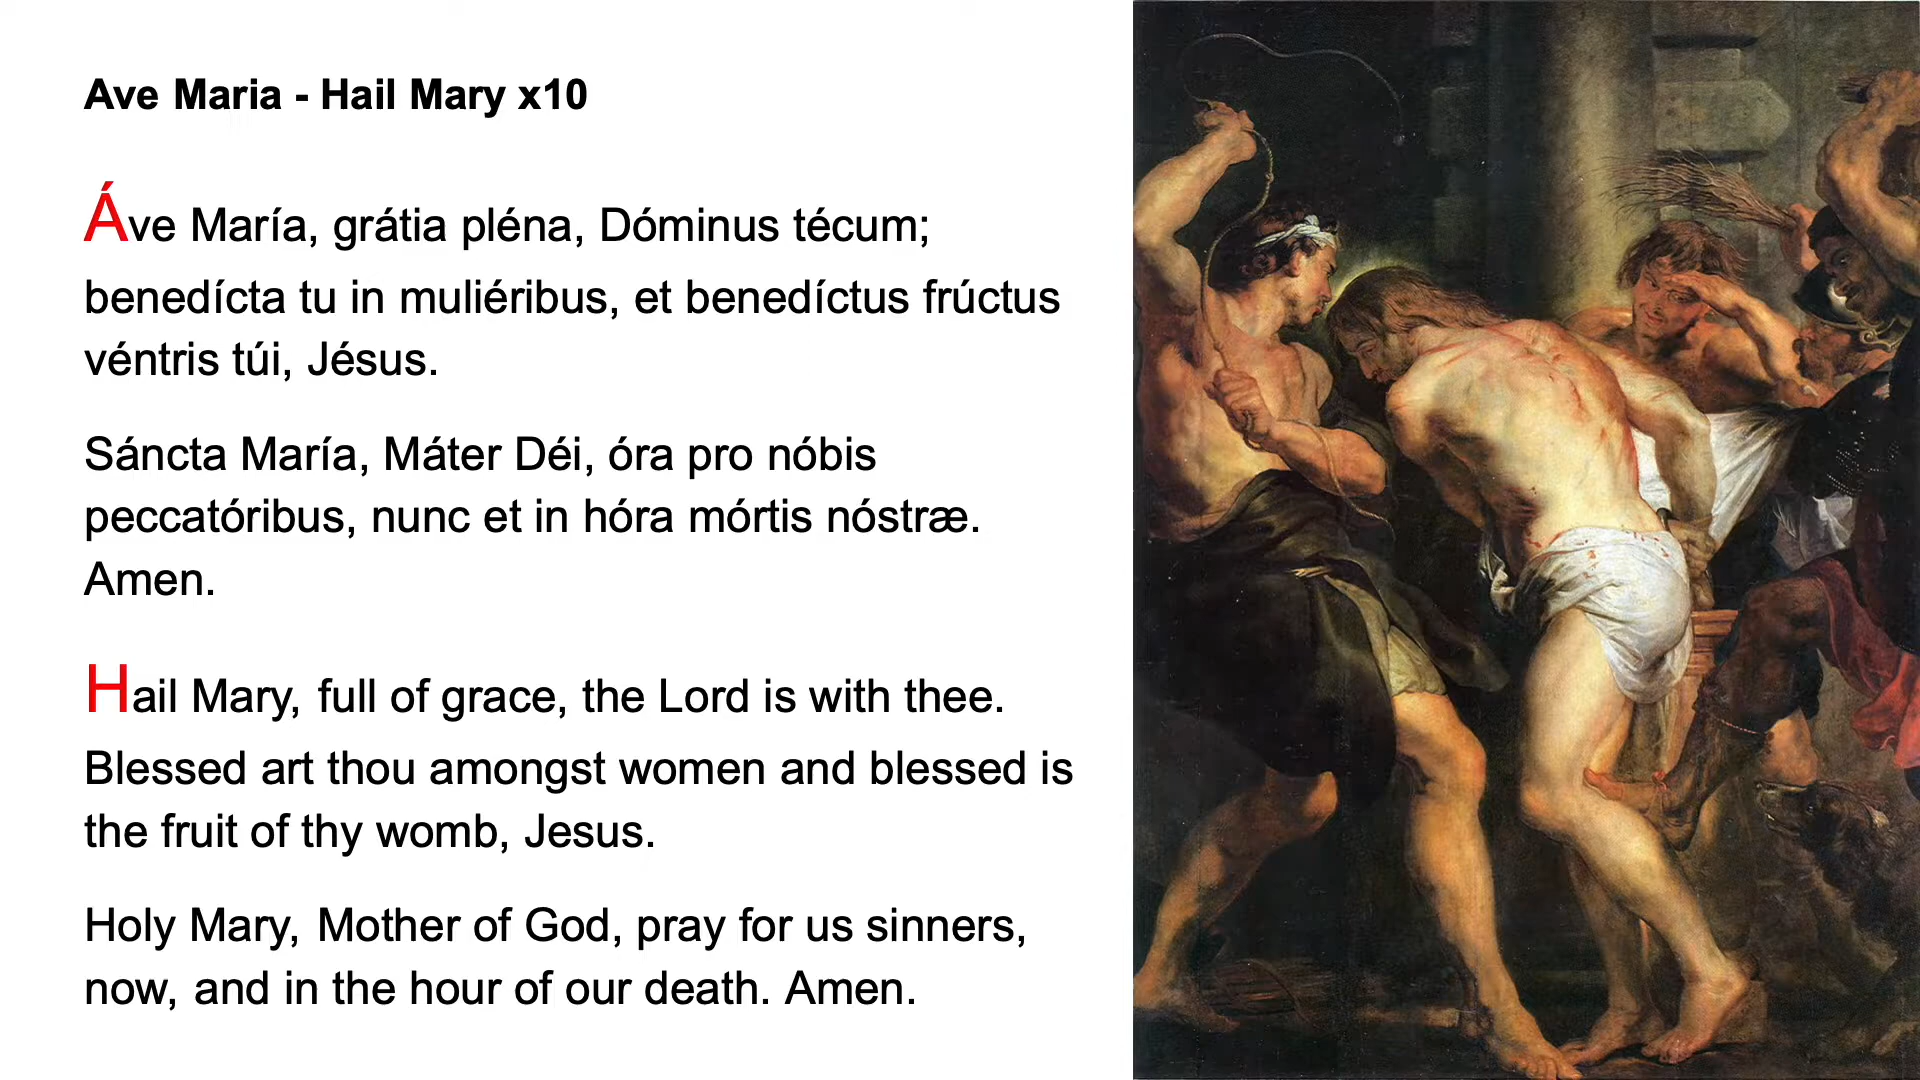 Ave Maria - Hail Mary x10
Áve María, grátia pléna, Dóminus técum;
benedícta tu in muliéribus, et benedíctus frúctus
véntris túi, Jésus.
Sáncta María, Máter Déi, óra pro nóbis
peccatóribus, nunc et in hóra mórtis nóstræ.
Amen.
Hail Mary, full of grace, the Lord is with thee.
Blessed art thou amongst women and blessed is
the fruit of thy womb, Jesus.
Holy Mary, Mother of God, pray for us sinners,
now, and in the hour of our death. Amen.